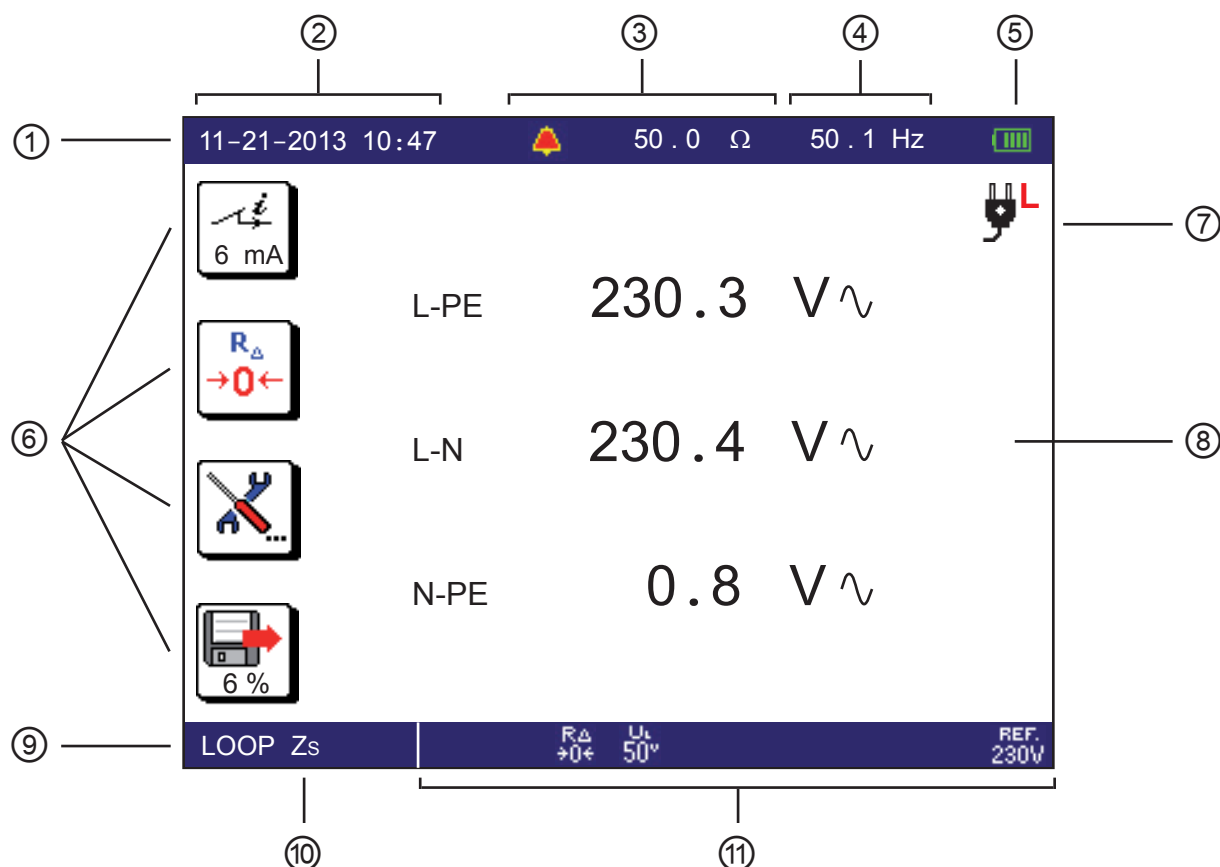 ② ③ ④ ⑤
① 11-21-2013 10:47 50.0 Ω 50.1 Hz
i
6 mA
L
⑦
L-PE 230.3 V
RΔ
→0←
⑥
L-N 230.4 V
⑧
...
N-PE 0.8 V
6 %
⑨ LOOP Zs RΔ →0← UL 50V REF. 230V
⑩ ⑪